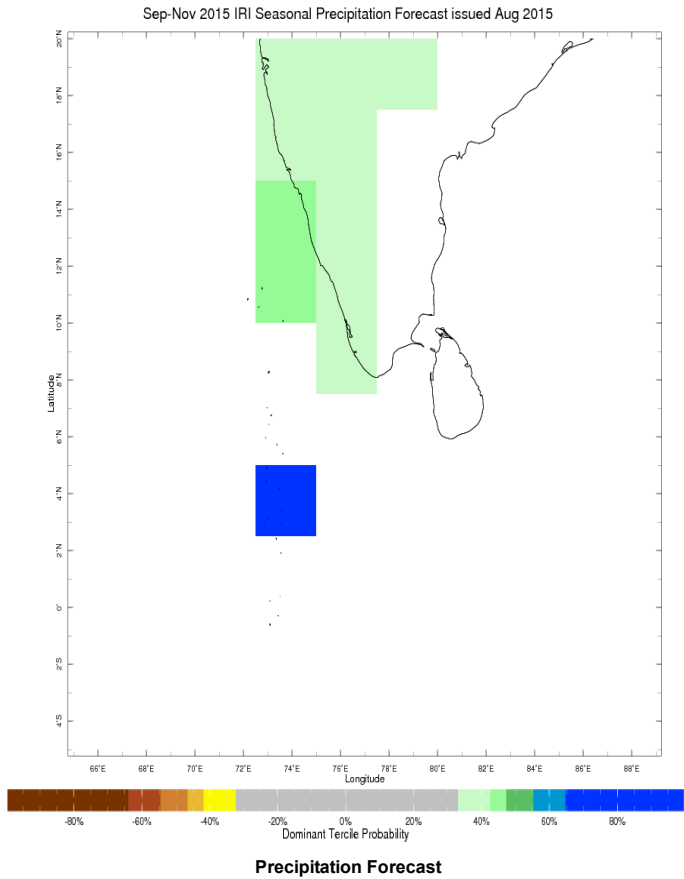 Sep-Nov 2015 IRI Seasonal Precipitation Forecast issued Aug 2015
20°N
18°N
16°N
14°N
12°N
10°N
8°N
6°N
4°N
2°N
0°
2°S
4°S
Latitude
66°E 68°E 70°E 72°E 74°E 76°E 78°E 80°E 82°E 84°E 86°E 88°E
Longitude
-80% -60% -40% -20% 0% 20% 40% 60% 80%
Dominant Tercile Probability
Precipitation Forecast